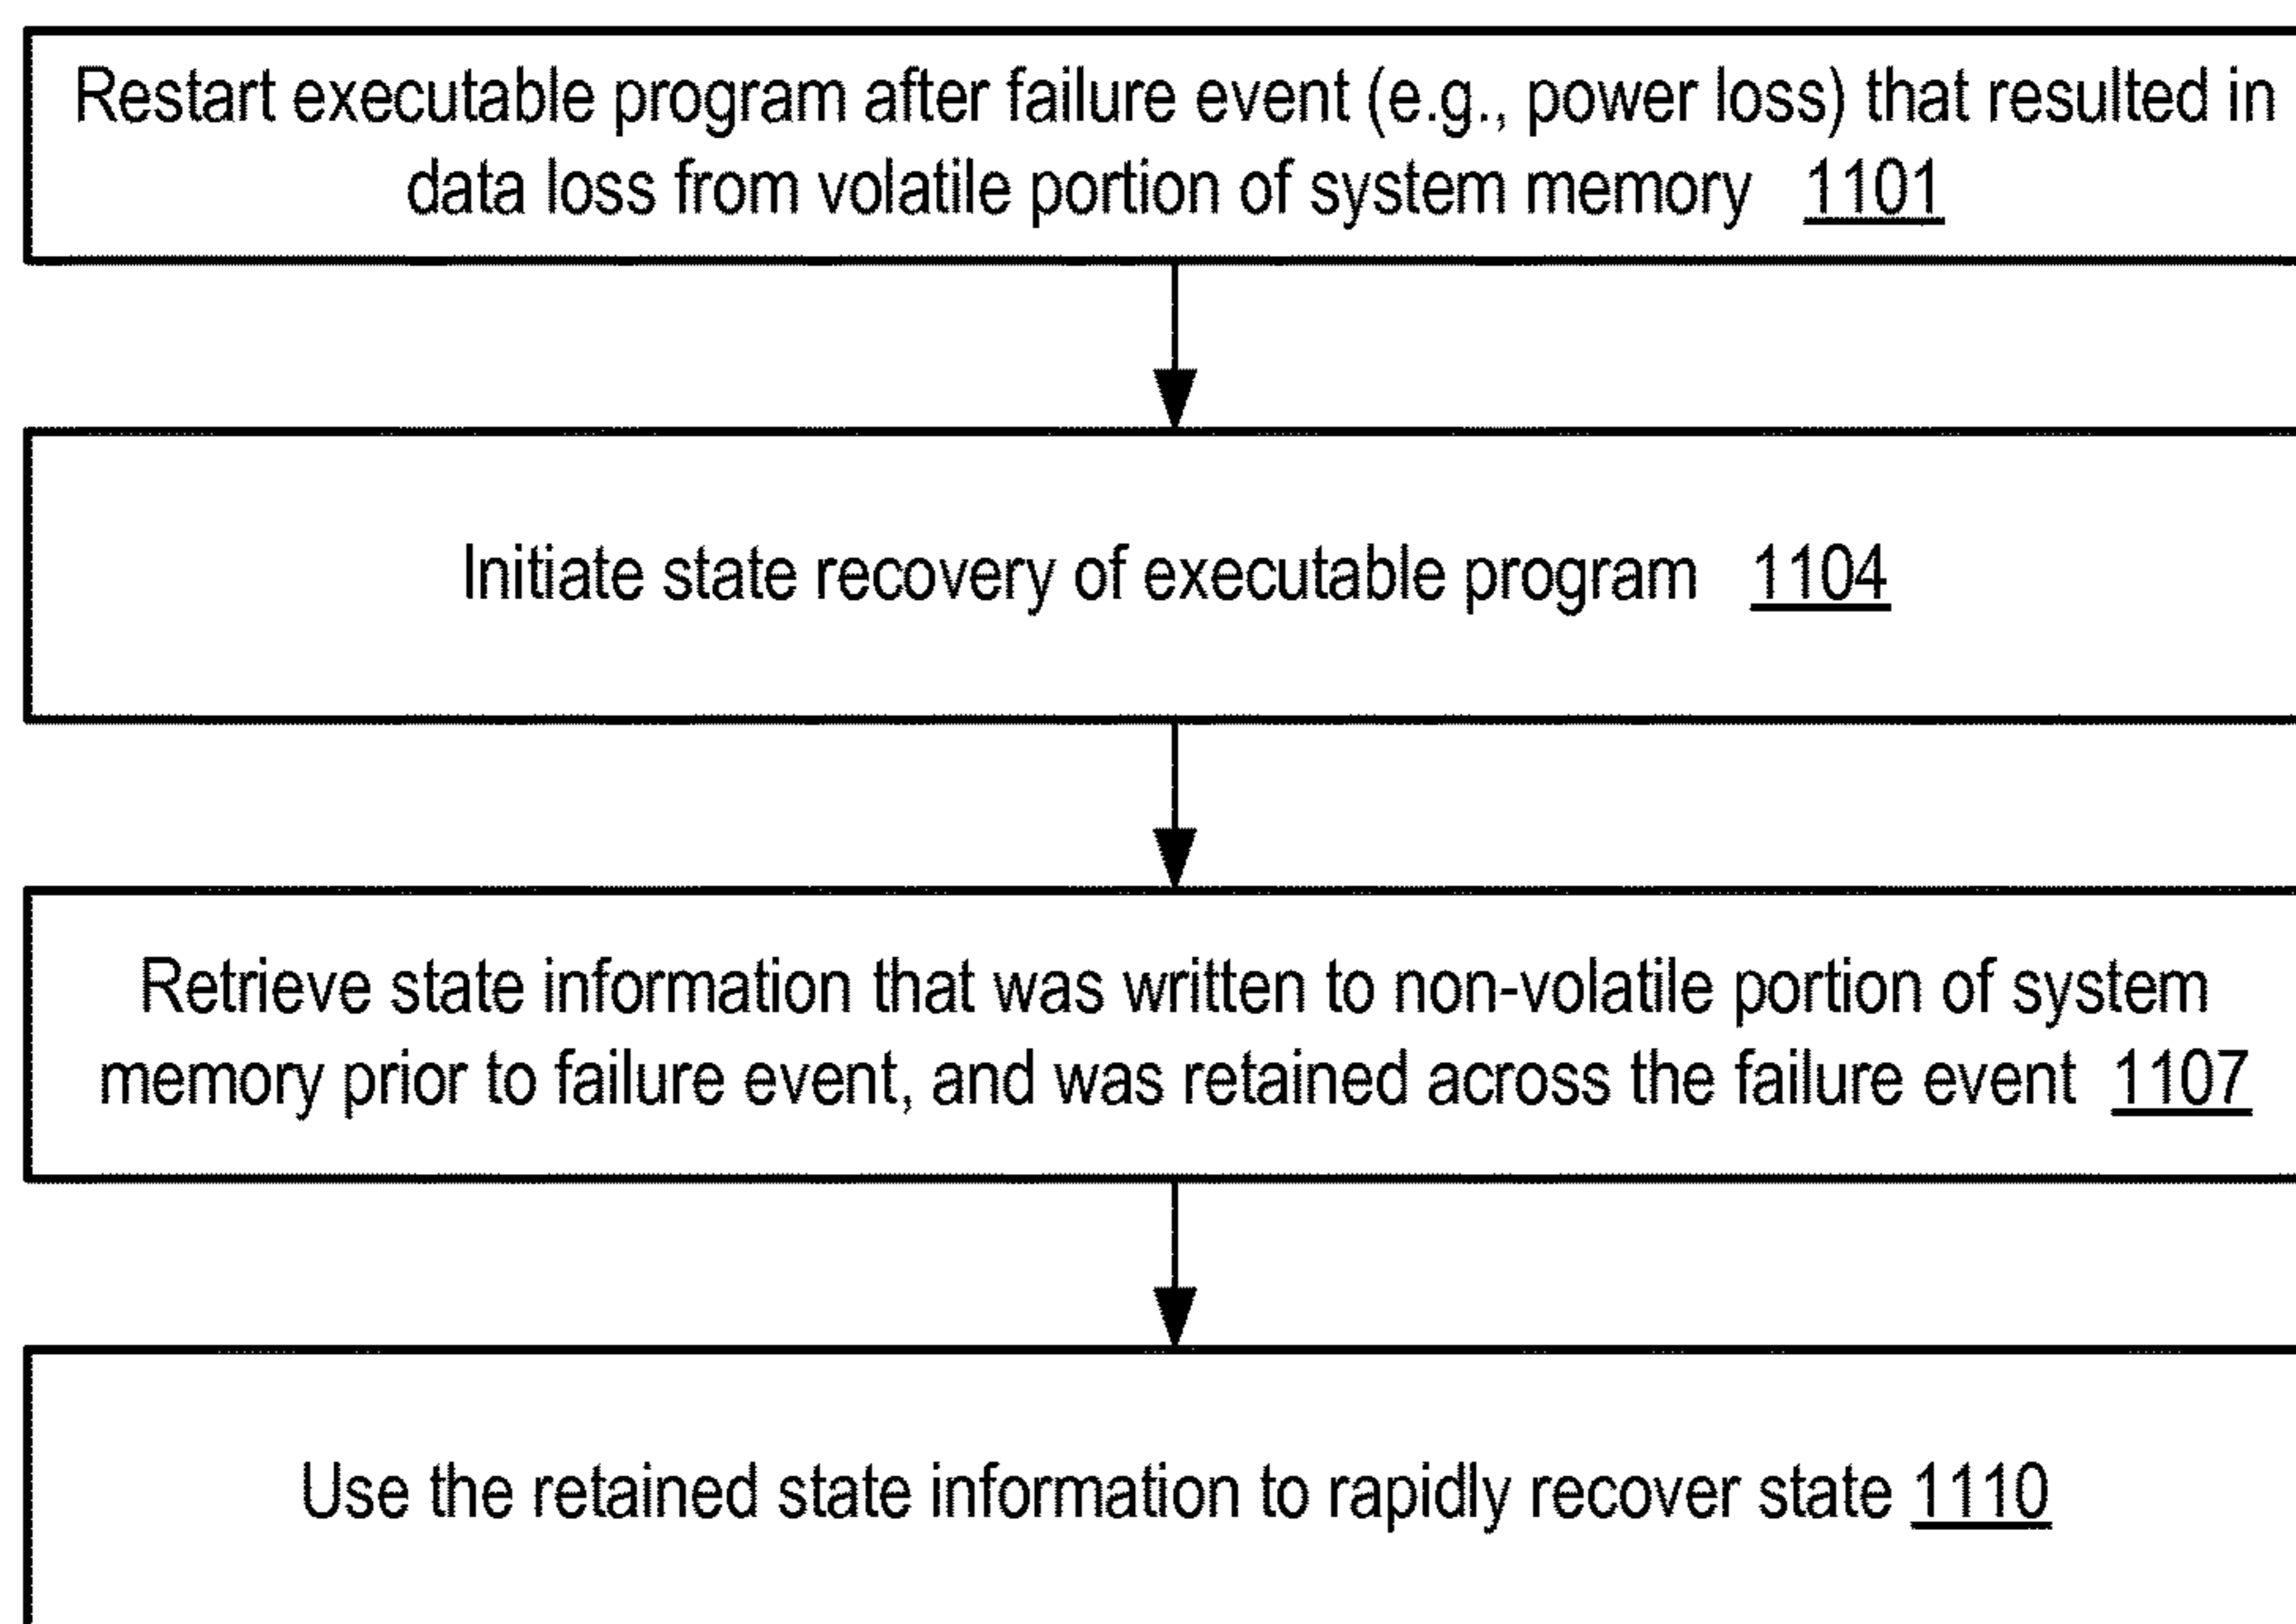 Restart executable program after failure event (e.g., power loss) that resulted in
data loss from volatile portion of system memory 1101
Initiate state recovery of executable program 1104
Retrieve state information that was written to non-volatile portion of system
memory prior to failure event, and was retained across the failure event 1107
Use the retained state information to rapidly recover state 1110